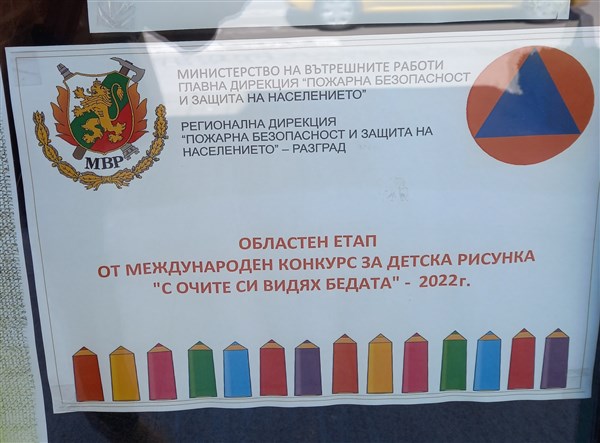 МИНИСТЕРСТВО НА ВЪТРЕШНИТЕ РАБОТИ
ГЛАВНА ДИРЕКЦИЯ "ПОЖАРНА БЕЗОПАСНОСТ
И ЗАЩИТА НА НАСЕЛЕНИЕТО"
РЕГИОНАЛНА ДИРЕКЦИЯ
"ПОЖАРНА БЕЗОПАСНОСТ И ЗАЩИТА НА
НАСЕЛЕНИЕТО" – РАЗГРАД
МВР
ОБЛАСТЕН ЕТАП
ОТ МЕЖДУНАРОДЕН КОНКУРС ЗА ДЕТСКА РИСУНКА
"С ОЧИТЕ СИ ВИДЯХ БЕДАТА" - 2022г.